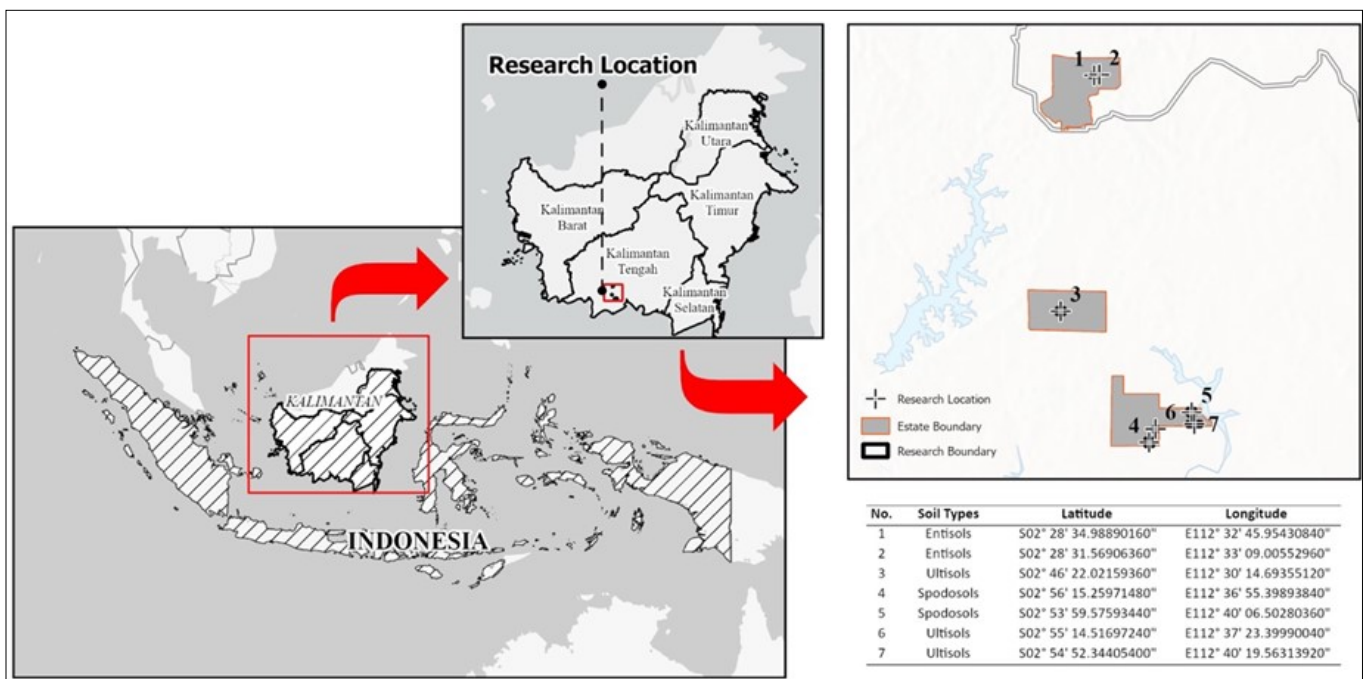 Research Location
Kalimantan
Utara
Kalimantan
Timur
Kalimantan
Barat
Kalimantan
Tengah
Kalimantan
Selatan
KALIMANTAN
INDONESIA
1 2
3
5
6
4 7
Research Location
Estate Boundary
Research Boundary
No. Soil Types Latitude Longitude
1 Entisols S02° 28' 34.98890160" E112° 32' 45.95430840"
2 Entisols S02° 28' 31.56906360" E112° 33' 09.00552960"
3 Ultisols S02° 46' 22.02159360" E112° 30' 14.69355120"
4 Spodosols S02° 56' 15.25971480" E112° 36' 55.39893840"
5 Spodosols S02° 53' 59.57593440" E112° 40' 06.50280360"
6 Ultisols S02° 55' 14.51697240" E112° 37' 23.39990040"
7 Ultisols S02° 54' 52.34405400" E112° 40' 19.56313920"